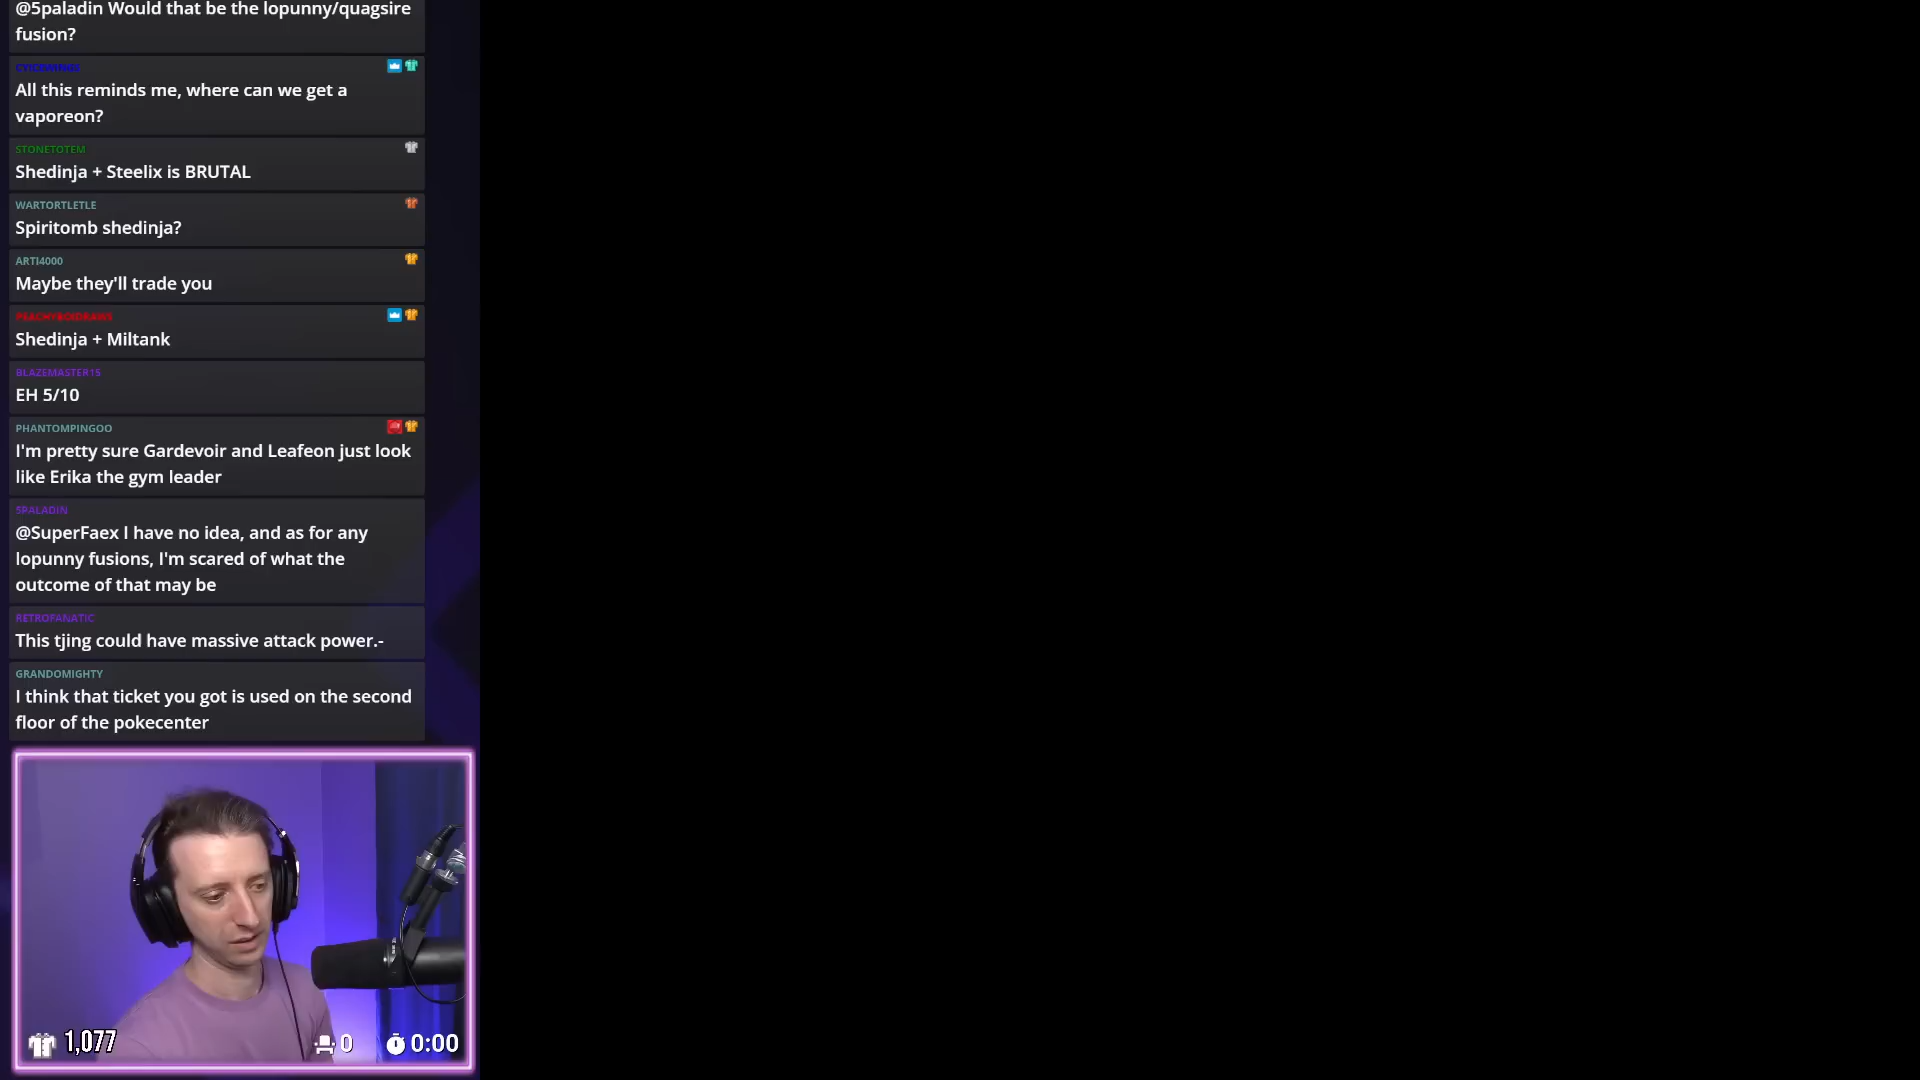 @5paladin Would that be the lopunny/quagsire
fusion?
All this reminds me, where can we get a
vaporeon?
STONETOTEM
Shedinja + Steelix is BRUTAL
WARTORTLETLE
Spiritomb shedinja?
ARTI4000
Maybe they'll trade you
PEACHYBOIDRAWS
Shedinja + Miltank
BLAZEMASTER15
EH 5/10
PHANTOMPINGOO
I'm pretty sure Gardevoir and Leafeon just look
like Erika the gym leader
5PALADIN
@SuperFaex I have no idea, and as for any
lopunny fusions, I'm scared of what the
outcome of that may be
RETROFANATIC
This tjing could have massive attack power.-
GRANDOMIGHTY
I think that ticket you got is used on the second
floor of the pokecenter
1,077
0
0:00